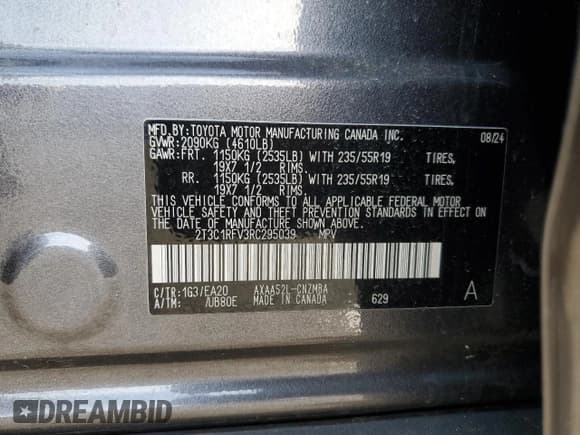 MFD.BY:TOYOTA MOTOR MANUFACTURING CANADA INC. 08/24
GVWR:2090KG (4610LB)
GAWR:FRT. 1150KG (2535LB) WITH 235/55R19 TIRES,
19X7 1/2 RIMS.
RR: 1150KG (2535LB) WITH 235/55R19 TIRES,
19X7 1/2 RIMS.
THIS VEHICLE CONFORMS TO ALL APPLICABLE FEDERAL MOTOR
VEHICLE SAFETY AND THEFT PREVENTION STANDARDS IN EFFECT
ON THE DATE OF MANUFACTURE SHOWN ABOVE.
2T3C1RFV3RC295039 MPV
C/TR:1G3/EA20 AXAA52L-CNZMBA
A/TM: /UB80E MADE IN CANADA 629 A
DREAMBID